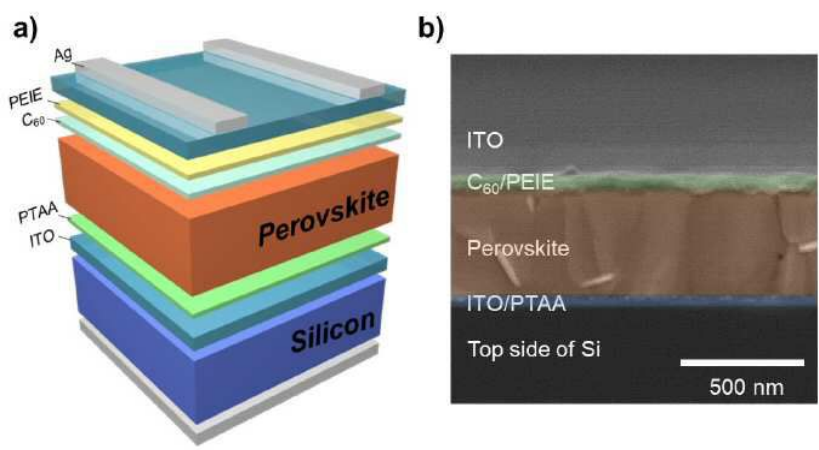 a)
Ag
PEIE
C₆₀
Perovskite
PTAA
ITO
Silicon
b)
ITO
C₆₀/PEIE
Perovskite
ITO/PTAA
Top side of Si
500 nm